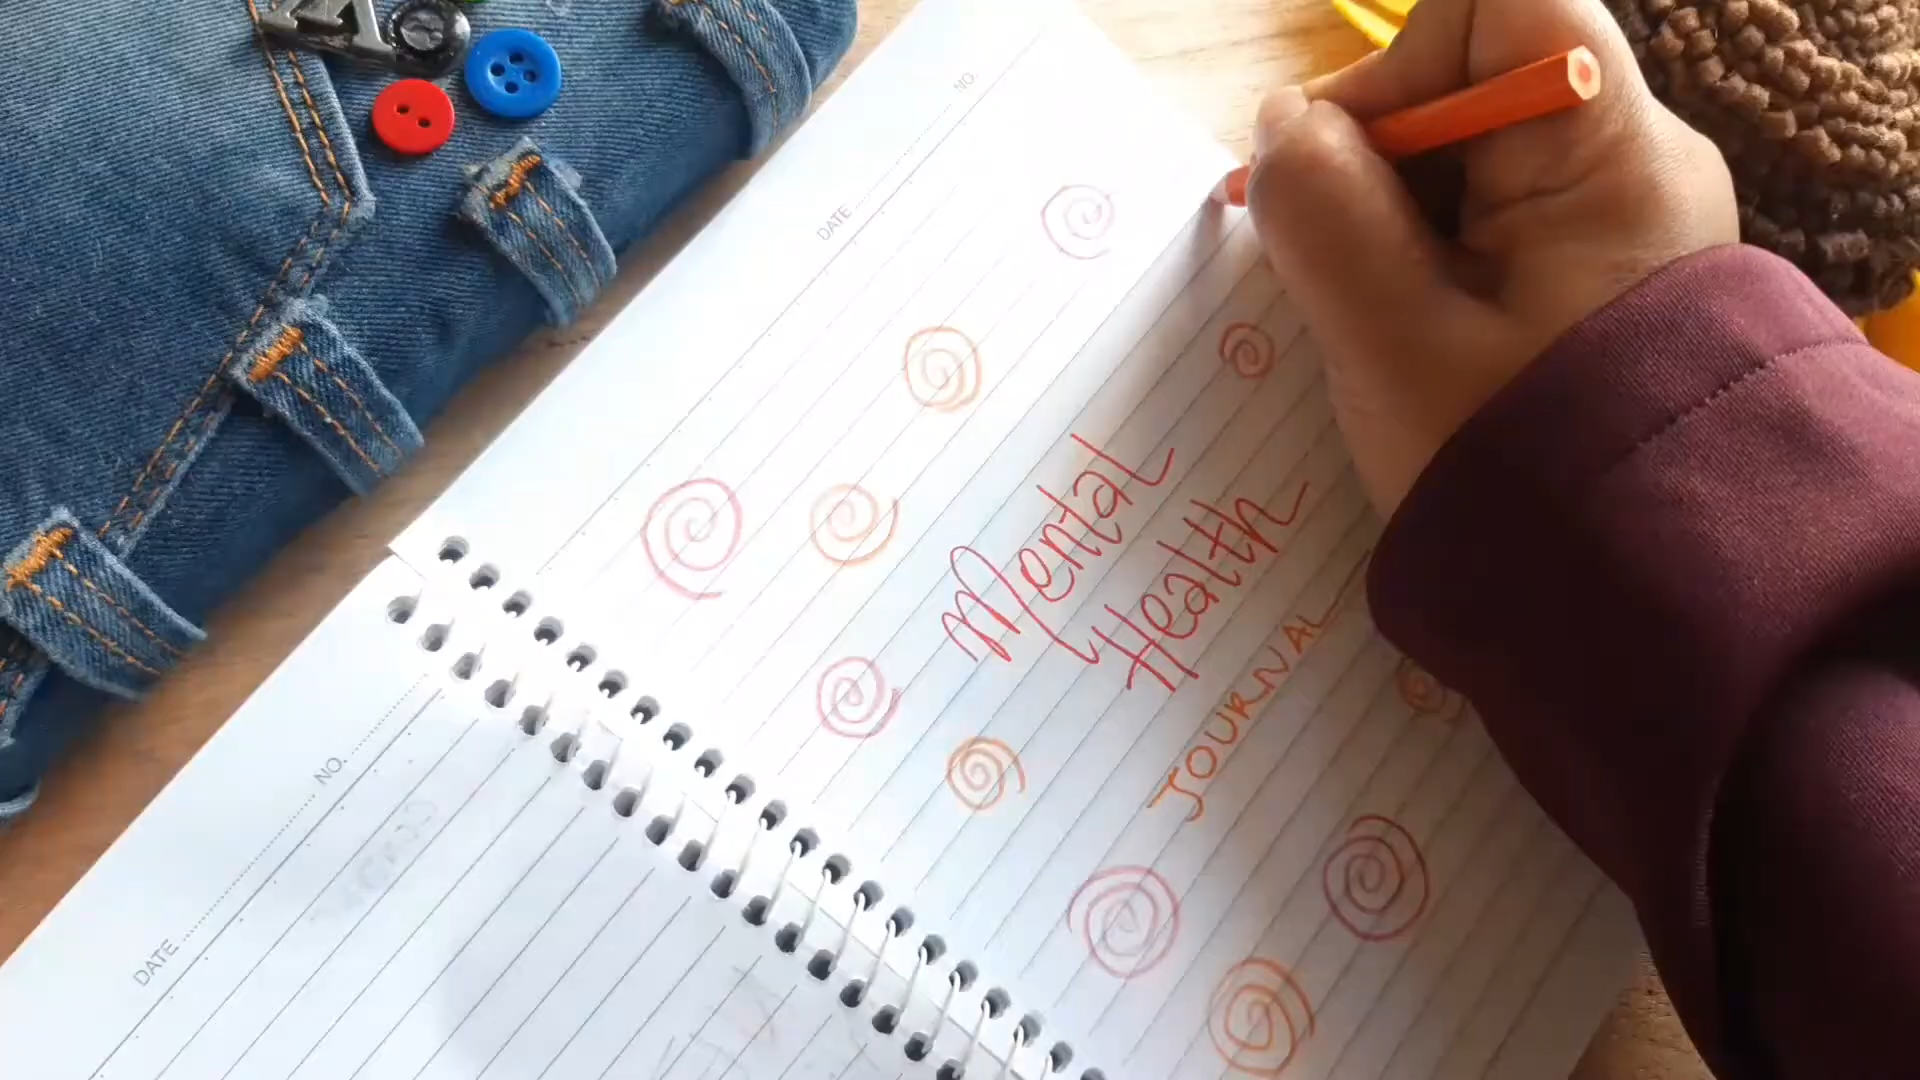 DATE NO.
Mental
Health
JOURNAL
DATE NO.